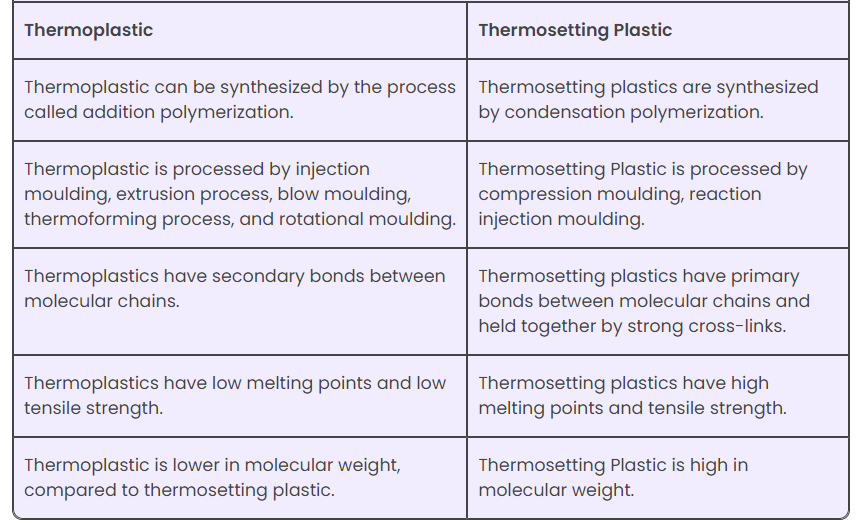 Thermoplastic
Thermosetting Plastic
Thermoplastic can be synthesized by the process
called addition polymerization.
Thermosetting plastics are synthesized
by condensation polymerization.
Thermoplastic is processed by injection
moulding, extrusion process, blow moulding,
thermoforming process, and rotational moulding.
Thermosetting Plastic is processed by
compression moulding, reaction
injection moulding.
Thermoplastics have secondary bonds between
molecular chains.
Thermosetting plastics have primary
bonds between molecular chains and
held together by strong cross-links.
Thermoplastics have low melting points and low
tensile strength.
Thermosetting plastics have high
melting points and tensile strength.
Thermoplastic is lower in molecular weight,
compared to thermosetting plastic.
Thermosetting Plastic is high in
molecular weight.